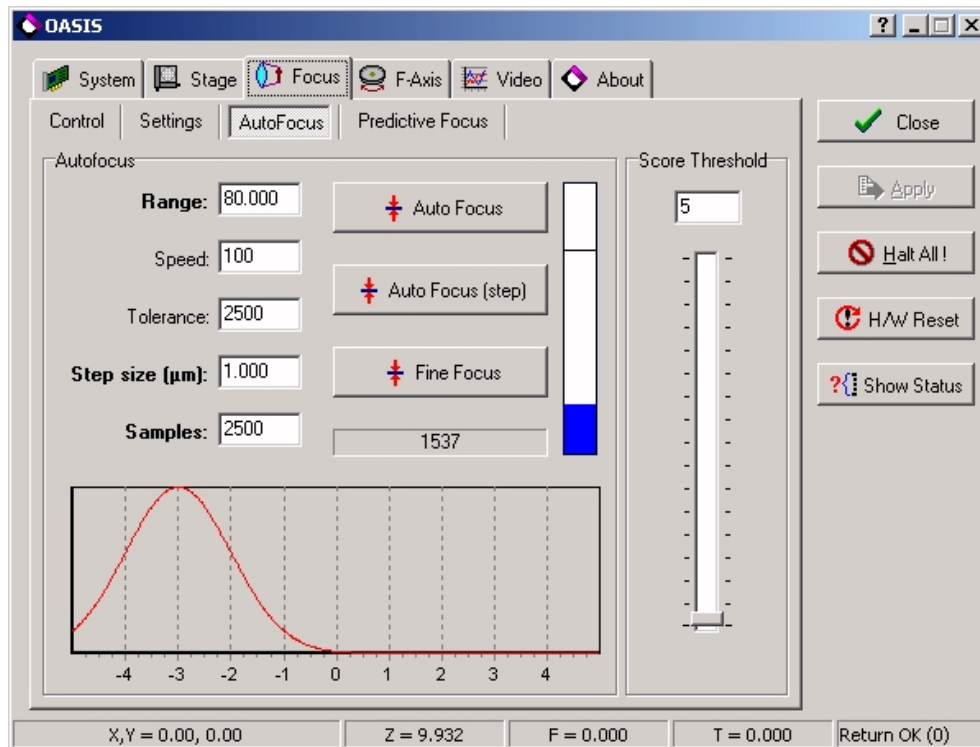 OASIS
System Stage Focus F-Axis Video About
Control Settings AutoFocus Predictive Focus
Autofocus
Range: 80.000
Speed: 100
Tolerance: 2500
Step size (µm): 1.000
Samples: 2500
Auto Focus
Auto Focus (step)
Fine Focus
1537
-4 -3 -2 -1 0 1 2 3 4
Score Threshold
5
Close
Apply
Halt All !
H/W Reset
?{ Show Status
X,Y = 0.00, 0.00 Z = 9.932 F = 0.000 T = 0.000 Return OK (0)